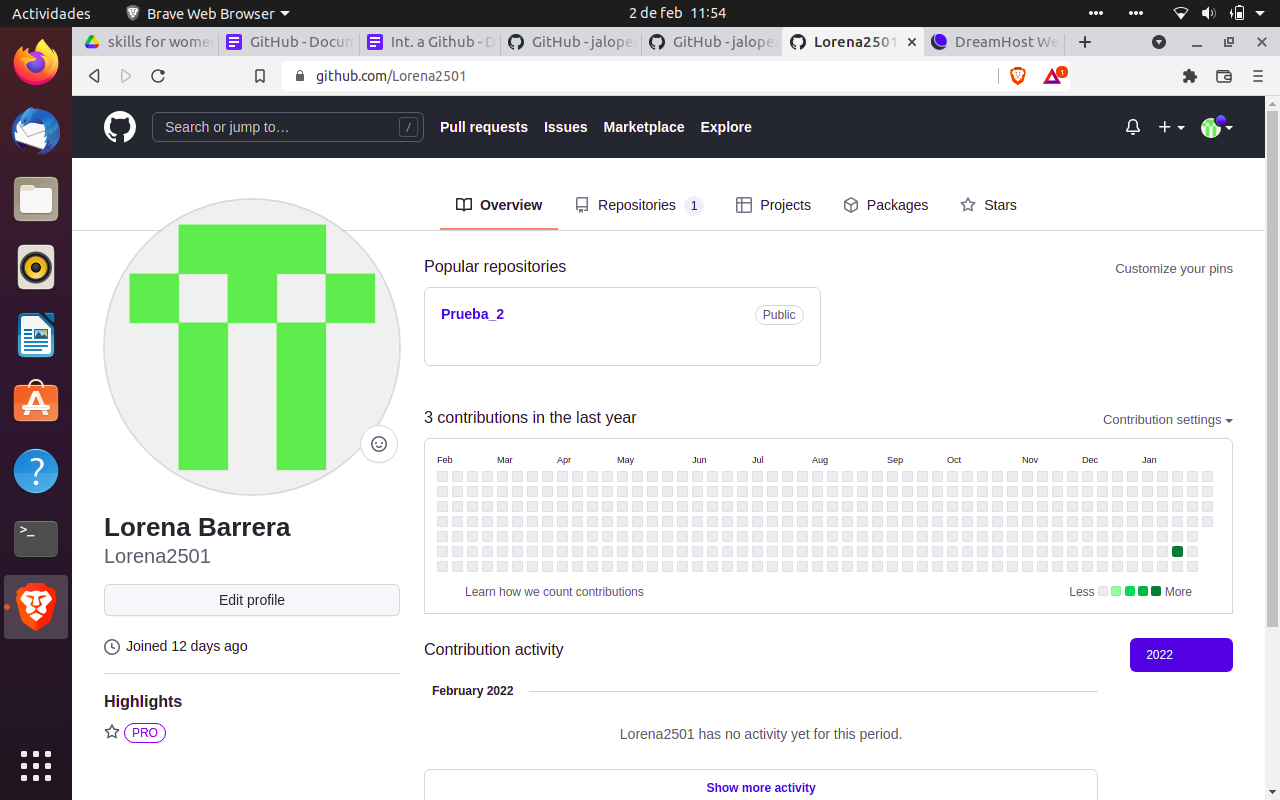 Actividades Brave Web Browser 2 de feb 11:54
skills for wome GitHub - Docum Int. a Github - D GitHub - jalopez GitHub - jalopez Lorena2501 DreamHost We
github.com/Lorena2501 1
Search or jump to… / Pull requests Issues Marketplace Explore
Overview Repositories 1 Projects Packages Stars
Popular repositories Customize your pins
Prueba_2 Public
3 contributions in the last year Contribution settings
Feb Mar Apr May Jun Jul Aug Sep Oct Nov Dec Jan
Learn how we count contributions Less More
Lorena Barrera
Lorena2501
Edit profile
Joined 12 days ago
Highlights
PRO
Contribution activity 2022
February 2022
Lorena2501 has no activity yet for this period.
Show more activity